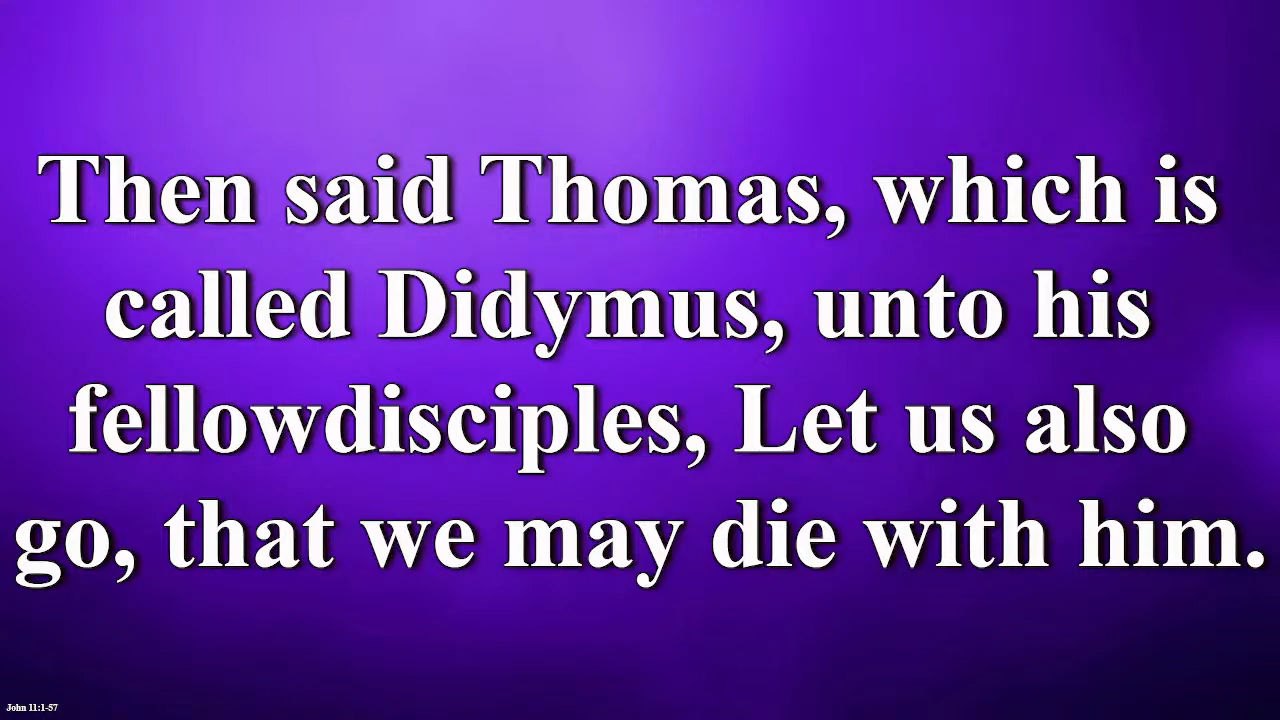 Then said Thomas, which is
called Didymus, unto his
fellowdisciples, Let us also
go, that we may die with him.
John 11:1-57